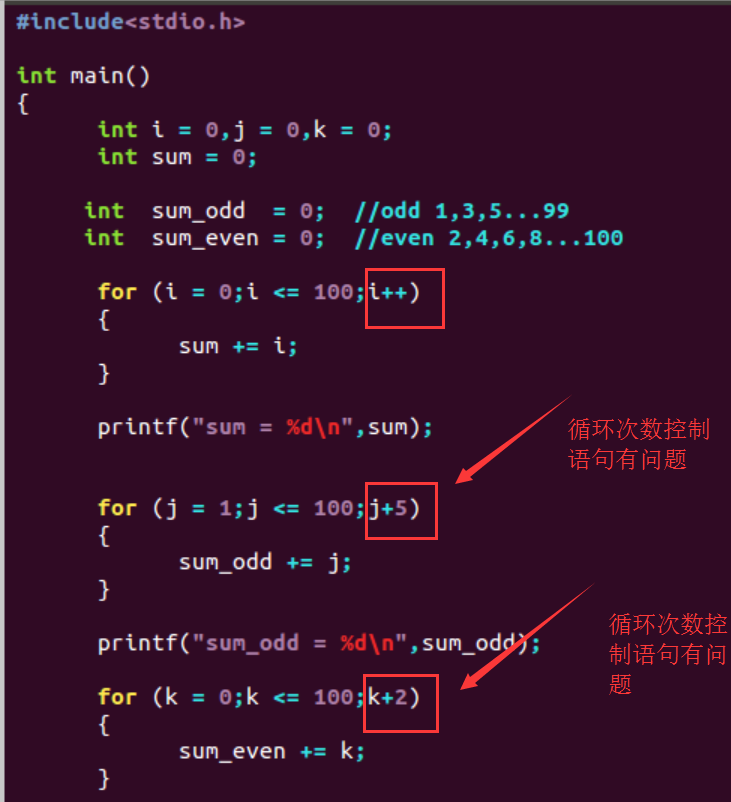 #include<stdio.h>
int main()
{
int i = 0,j = 0,k = 0;
int sum = 0;
int sum_odd = 0; //odd 1,3,5...99
int sum_even = 0; //even 2,4,6,8...100
for (i = 0;i <= 100;i++)
{
sum += i;
}
printf("sum = %d\n",sum);
循环次数控制
语句有问题
for (j = 1;j <= 100;j+5)
{
sum_odd += j;
}
printf("sum_odd = %d\n",sum_odd);
循环次数控
制语句有问
题
for (k = 0;k <= 100;k+2)
{
sum_even += k;
}